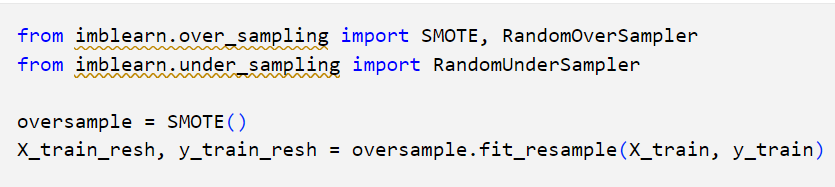 from imblearn.over_sampling import SMOTE, RandomOverSampler
from imblearn.under_sampling import RandomUnderSampler
oversample = SMOTE()
X_train_resh, y_train_resh = oversample.fit_resample(X_train, y_train)